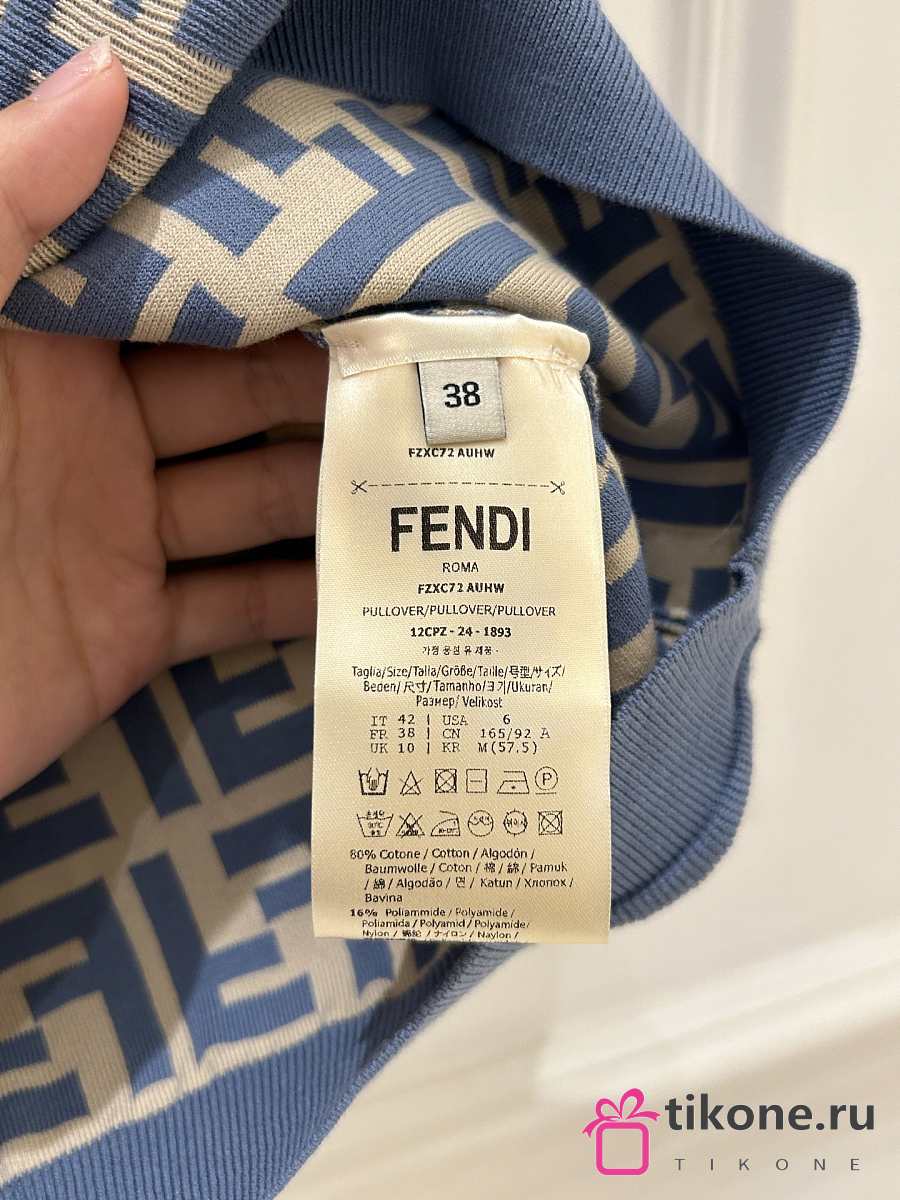 38
FZXC72 AUHW
FENDI
ROMA
FZXC72 AUHW
PULLOVER/PULLOVER/PULLOVER
12CPZ - 24 - 1893
가정 용 섬 유 제 품 -
Taglia/Size/Talla/Größe/Taille/号型/サイズ/
Beden/尺寸/Tamanho/크기/Ukuran/
Размер/Velikost
IT 42 | USA 6
FR 38 | CN 165/92 A
UK 10 | KR M(57.5)
P
80% Cotone / Cotton / Algodón /
Baumwolle / Coton / 棉 / 綿 / Pamuk
/ 綿 / Algodão / 면 / Katun / Хлопок /
Bavlna
16% Poliammide / Polyamide /
Poliamida / Polyamid / Polyamide/
Nylon / 錦綸 / ナイロン / Naylon /
tikone.ru
TIKONE